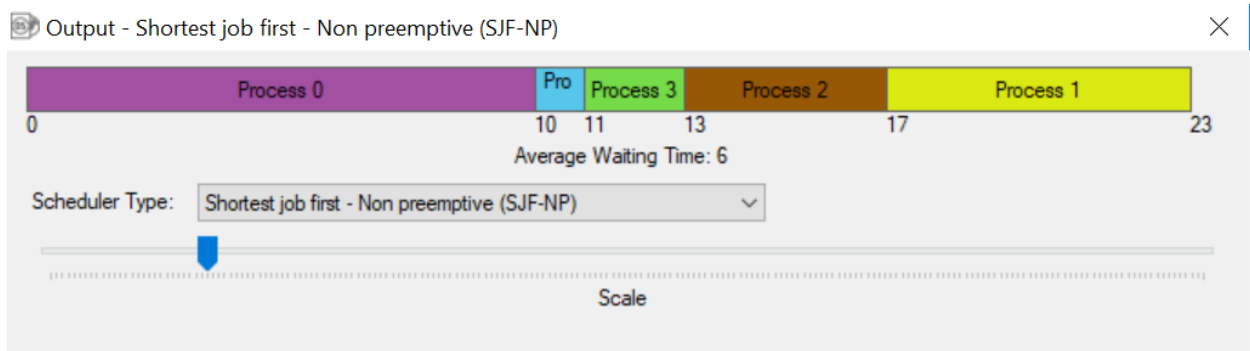 Output - Shortest job first - Non preemptive (SJF-NP)
Process 0 Pro Process 3 Process 2 Process 1
0 10 11 13 17 23
Average Waiting Time: 6
Scheduler Type: Shortest job first - Non preemptive (SJF-NP)
Scale